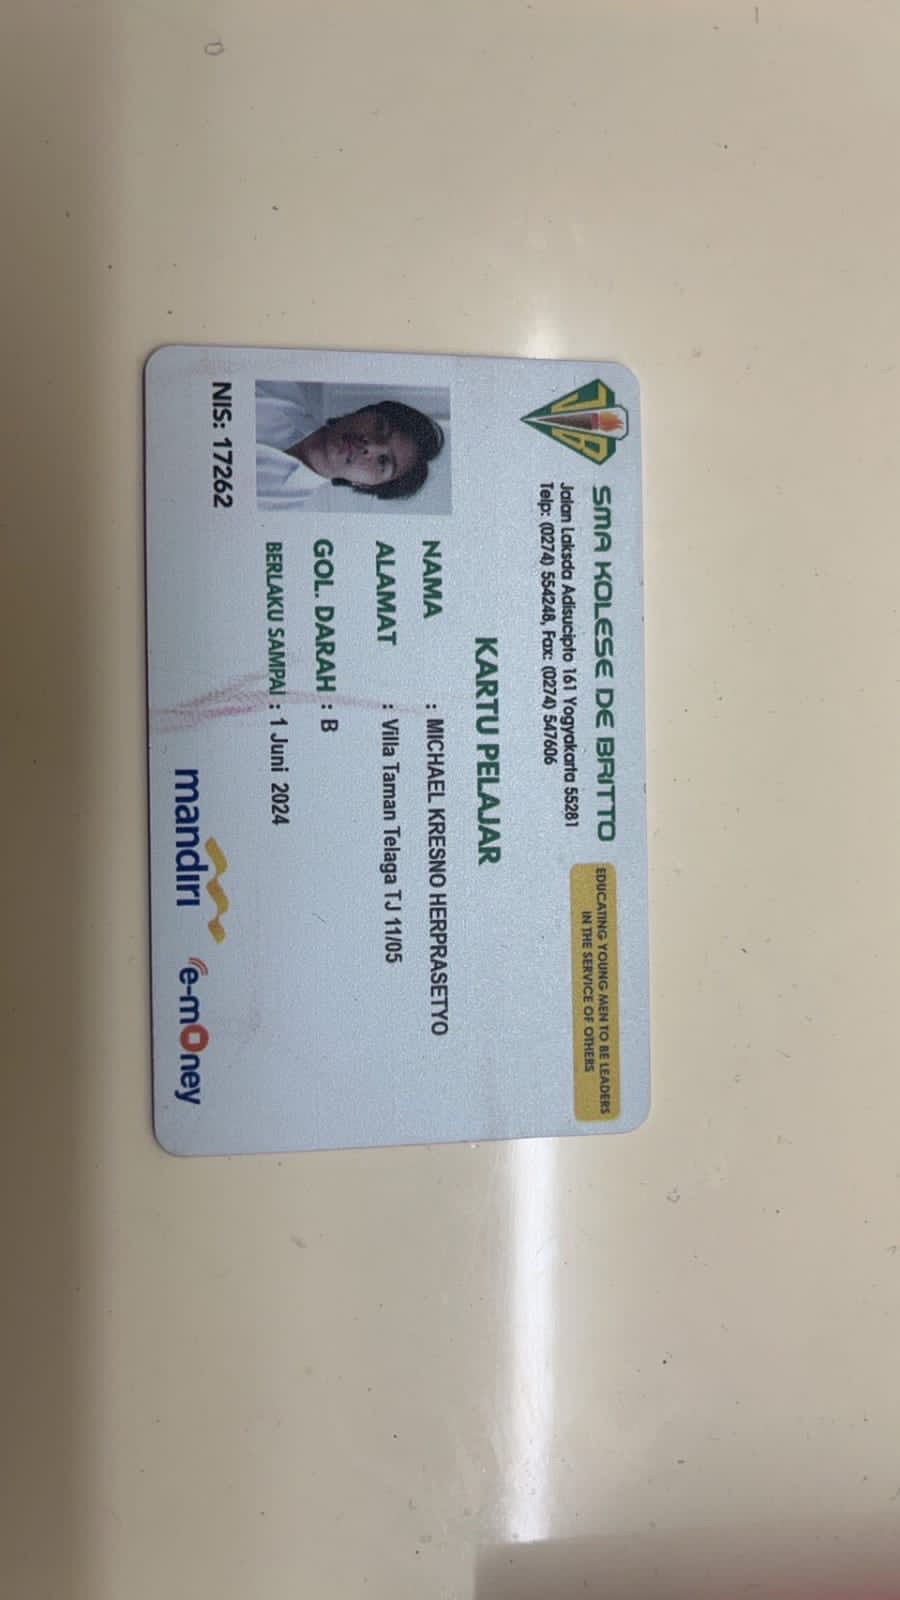 SMA KOLESE DE BRITTO
Jalan Laksda Adisucipto 161 Yogyakarta 55281
Telp: (0274) 554248, Fax: (0274) 547606
EDUCATING YOUNG MEN TO BE LEADERS
IN THE SERVICE OF OTHERS
KARTU PELAJAR
NAMA : MICHAEL KRESNO HERPRASETYO
ALAMAT : Villa Taman Telaga TJ 11/05
GOL. DARAH : B
BERLAKU SAMPAI : 1 Juni 2024
NIS: 17262
mandiri
e-money